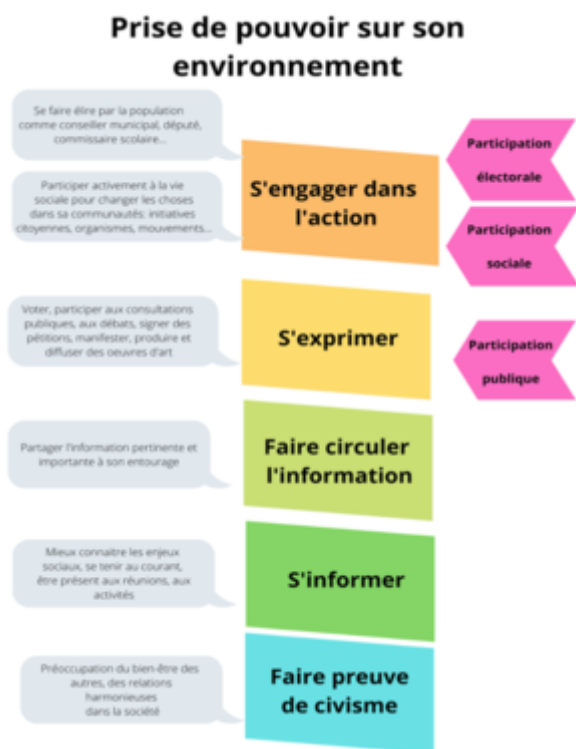 Prise de pouvoir sur son
environnement
Se faire élire par la population
comme conseiller municipal, député,
commissaire scolaire...
Participer activement à la vie
sociale pour changer les choses
dans sa communautés: initiatives
citoyennes, organismes, mouvements...
S'engager dans
l'action
Participation
électorale
Participation
sociale
Voter, participer aux consultations
publiques, aux débats, signer des
pétitions, manifester, produire et
diffuser des oeuvres d'art
S'exprimer
Participation
publique
Partager l'information pertinente et
importante à son entourage
Faire circuler
l'information
Mieux connaitre les enjeux
sociaux, se tenir au courant,
être présent aux réunions, aux
activités
S'informer
Préoccupation du bien-être des
autres, des relations
harmonieuses
dans la société
Faire preuve
de civisme